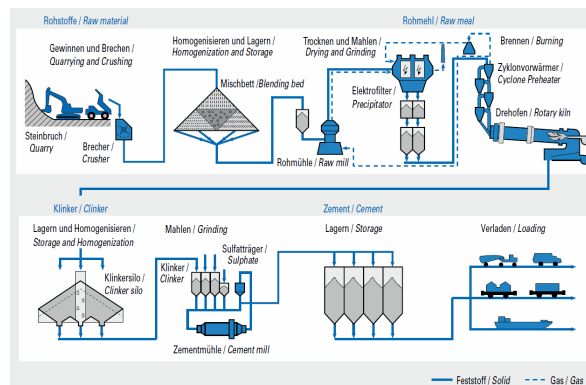 Rohstoffe / Raw material
Rohmehl / Raw meal
Gewinnen und Brechen /
Quarrying and Crushing
Homogenisieren und Lagern /
Homogenization and Storage
Trocknen und Mahlen /
Drying and Grinding
Brennen / Burning
Mischbett / Blending bed
Zyklonvorwärmer /
Cyclone Preheater
Elektrofilter /
Precipitator
Drehofen / Rotary kiln
Steinbruch /
Quarry
Brecher /
Crusher
Rohmühle / Raw mill
Klinker / Clinker
Zement / Cement
Lagern und Homogenisieren /
Storage and Homogenization
Mahlen / Grinding
Lagern / Storage
Verladen / Loading
Sulfatträger /
Sulphate
Klinker /
Clinker
Klinkersilo /
Clinker silo
Zementmühle / Cement mill
Feststoff / Solid
Gas / Gas